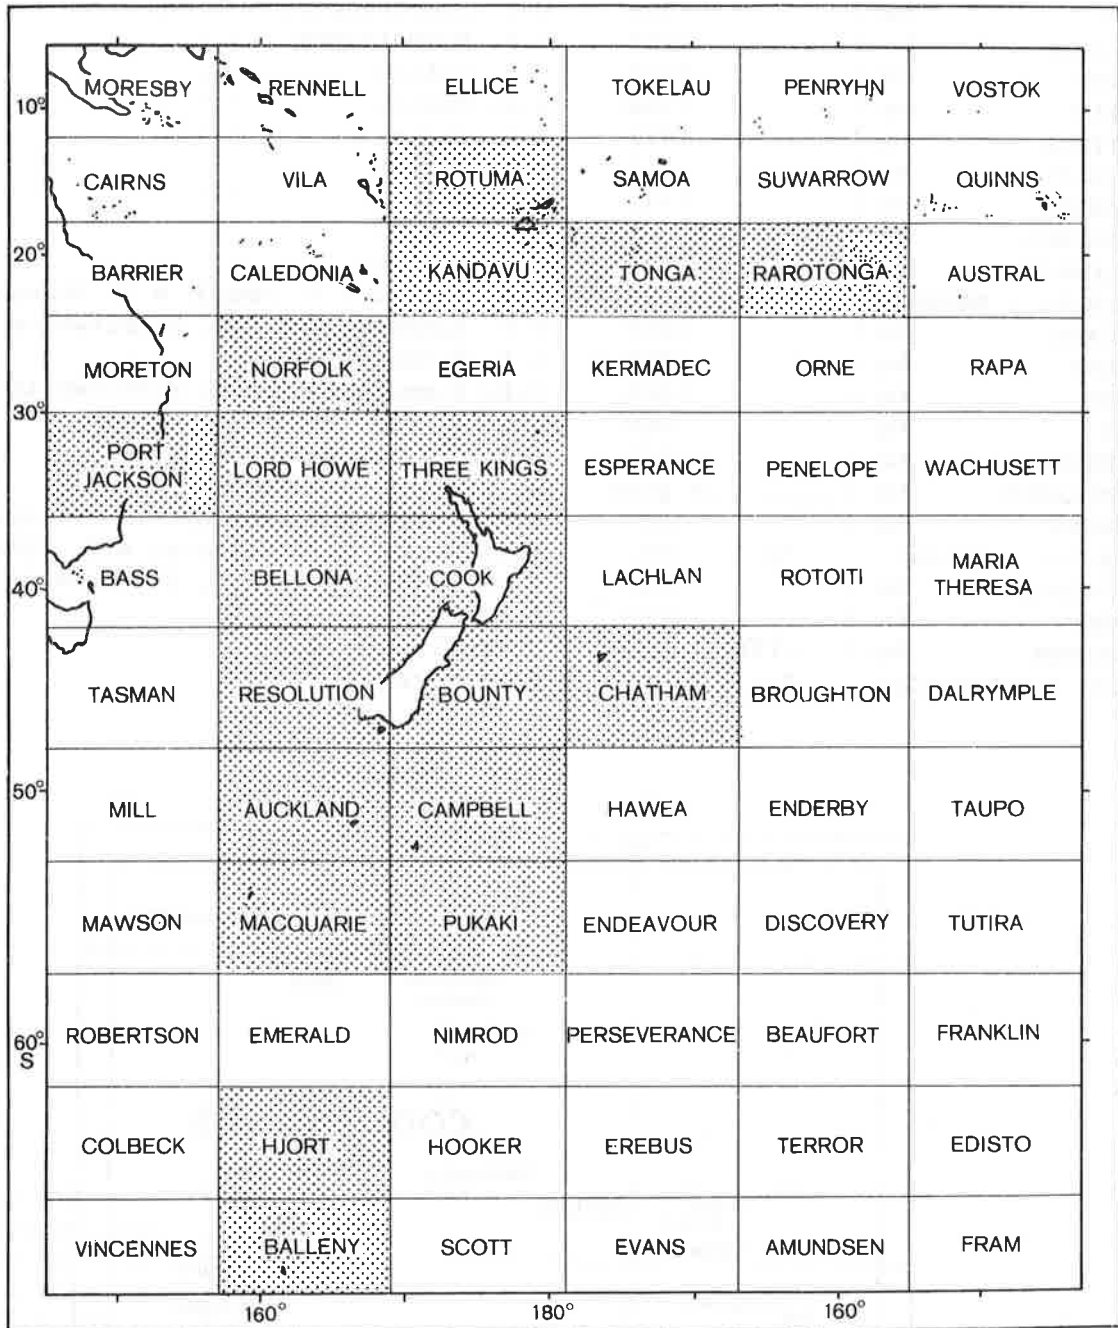 MORESBY RENNELL ELLICE TOKELAU PENRYHN VOSTOK
10°
CAIRNS VILA ROTUMA SAMOA SUWARROW QUINNS
20°
BARRIER CALEDONIA KANDAVU TONGA RAROTONGA AUSTRAL
MORETON NORFOLK EGERIA KERMADEC ORNE RAPA
30°
PORT
JACKSON LORD HOWE THREE KINGS ESPERANCE PENELOPE WACHUSETT
BASS BELLONA COOK LACHLAN ROTOITI MARIA
THERESA
40°
TASMAN RESOLUTION BOUNTY CHATHAM BROUGHTON DALRYMPLE
50°
MILL AUCKLAND CAMPBELL HAWEA ENDERBY TAUPO
MAWSON MACQUARIE PUKAKI ENDEAVOUR DISCOVERY TUTIRA
ROBERTSON EMERALD NIMROD PERSEVERANCE BEAUFORT FRANKLIN
60°
S
COLBECK HJORT HOOKER EREBUS TERROR EDISTO
VINCENNES BALLENY SCOTT EVANS AMUNDSEN FRAM
160° 180° 160°